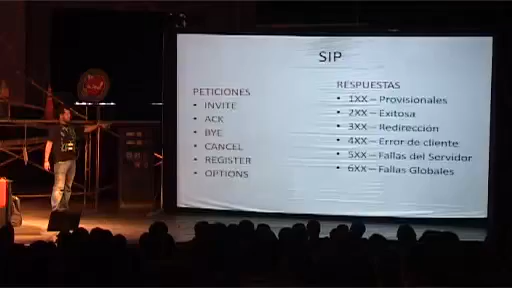 SIP
PETICIONES
• INVITE
• ACK
• BYE
• CANCEL
• REGISTER
• OPTIONS
RESPUESTAS
• 1XX – Provisionales
• 2XX – Exitosa
• 3XX – Redirección
• 4XX – Error de cliente
• 5XX – Fallas del Servidor
• 6XX – Fallas Globales